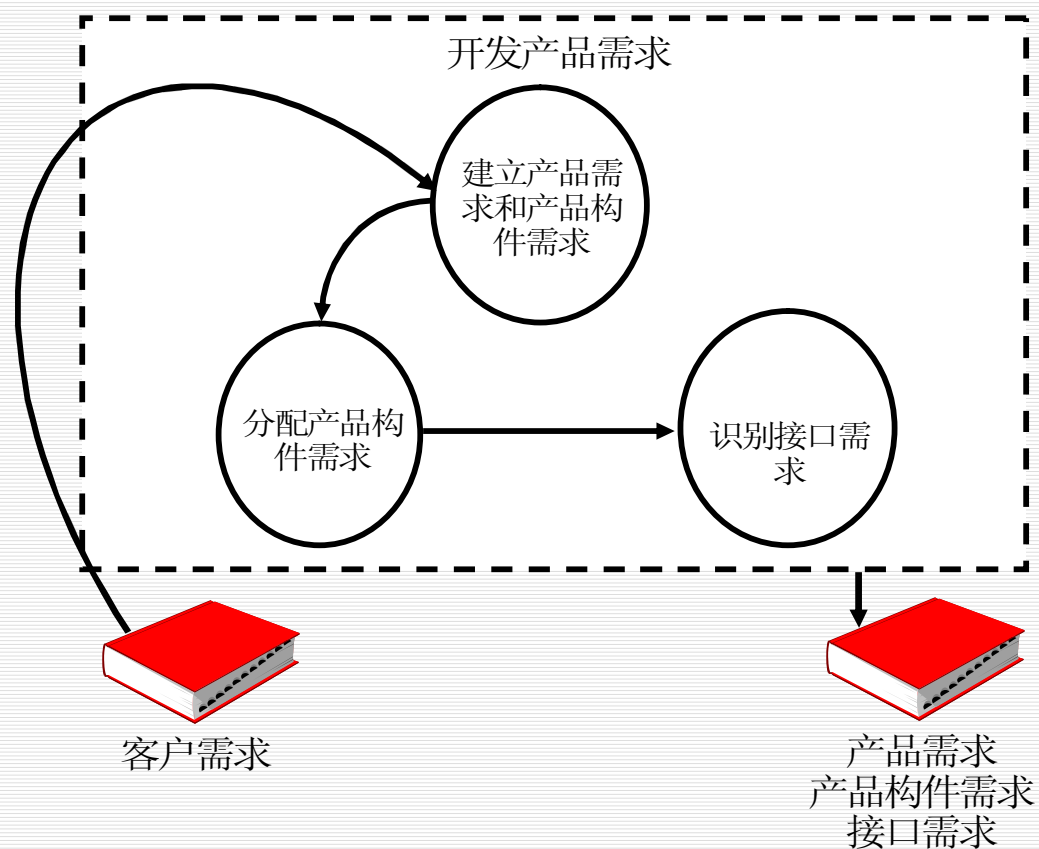 开发产品需求
建立产品需
求和产品构
件需求
分配产品构
件需求
识别接口需
求
客户需求
产品需求
产品构件需求
接口需求